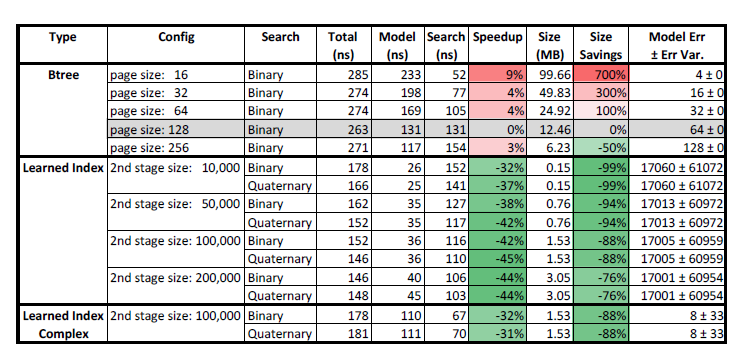 Type Config Search Total (ns) Model (ns) Search (ns) Speedup Size (MB) Size Savings Model Err ± Err Var.
Btree page size: 16 Binary 285 233 52 9% 99.66 700% 4 ± 0
page size: 32 Binary 274 198 77 4% 49.83 300% 16 ± 0
page size: 64 Binary 274 169 105 4% 24.92 100% 32 ± 0
page size: 128 Binary 263 131 131 0% 12.46 0% 64 ± 0
page size: 256 Binary 271 117 154 3% 6.23 -50% 128 ± 0
Learned Index 2nd stage size: 10,000 Binary 178 26 152 -32% 0.15 -99% 17060 ± 61072
Quaternary 166 25 141 -37% 0.15 -99% 17060 ± 61072
2nd stage size: 50,000 Binary 162 35 127 -38% 0.76 -94% 17013 ± 60972
Quaternary 152 35 117 -42% 0.76 -94% 17013 ± 60972
2nd stage size: 100,000 Binary 152 36 116 -42% 1.53 -88% 17005 ± 60959
Quaternary 146 36 110 -45% 1.53 -88% 17005 ± 60959
2nd stage size: 200,000 Binary 146 40 106 -44% 3.05 -76% 17001 ± 60954
Quaternary 148 45 103 -44% 3.05 -76% 17001 ± 60954
Learned Index 2nd stage size: 100,000 Binary 178 110 67 -32% 1.53 -88% 8 ± 33
Complex Quaternary 181 111 70 -31% 1.53 -88% 8 ± 33